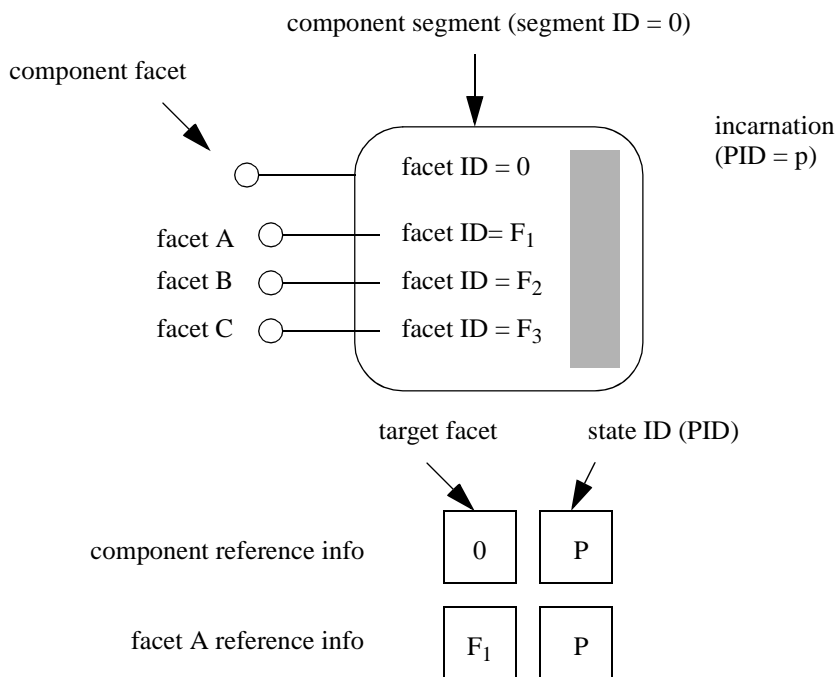 component segment (segment ID = 0)
component facet
incarnation
(PID = p)
facet ID = 0
facet A
facet ID= F1
facet B
facet ID = F2
facet C
facet ID = F3
target facet
state ID (PID)
component reference info
0
P
facet A reference info
F1
P